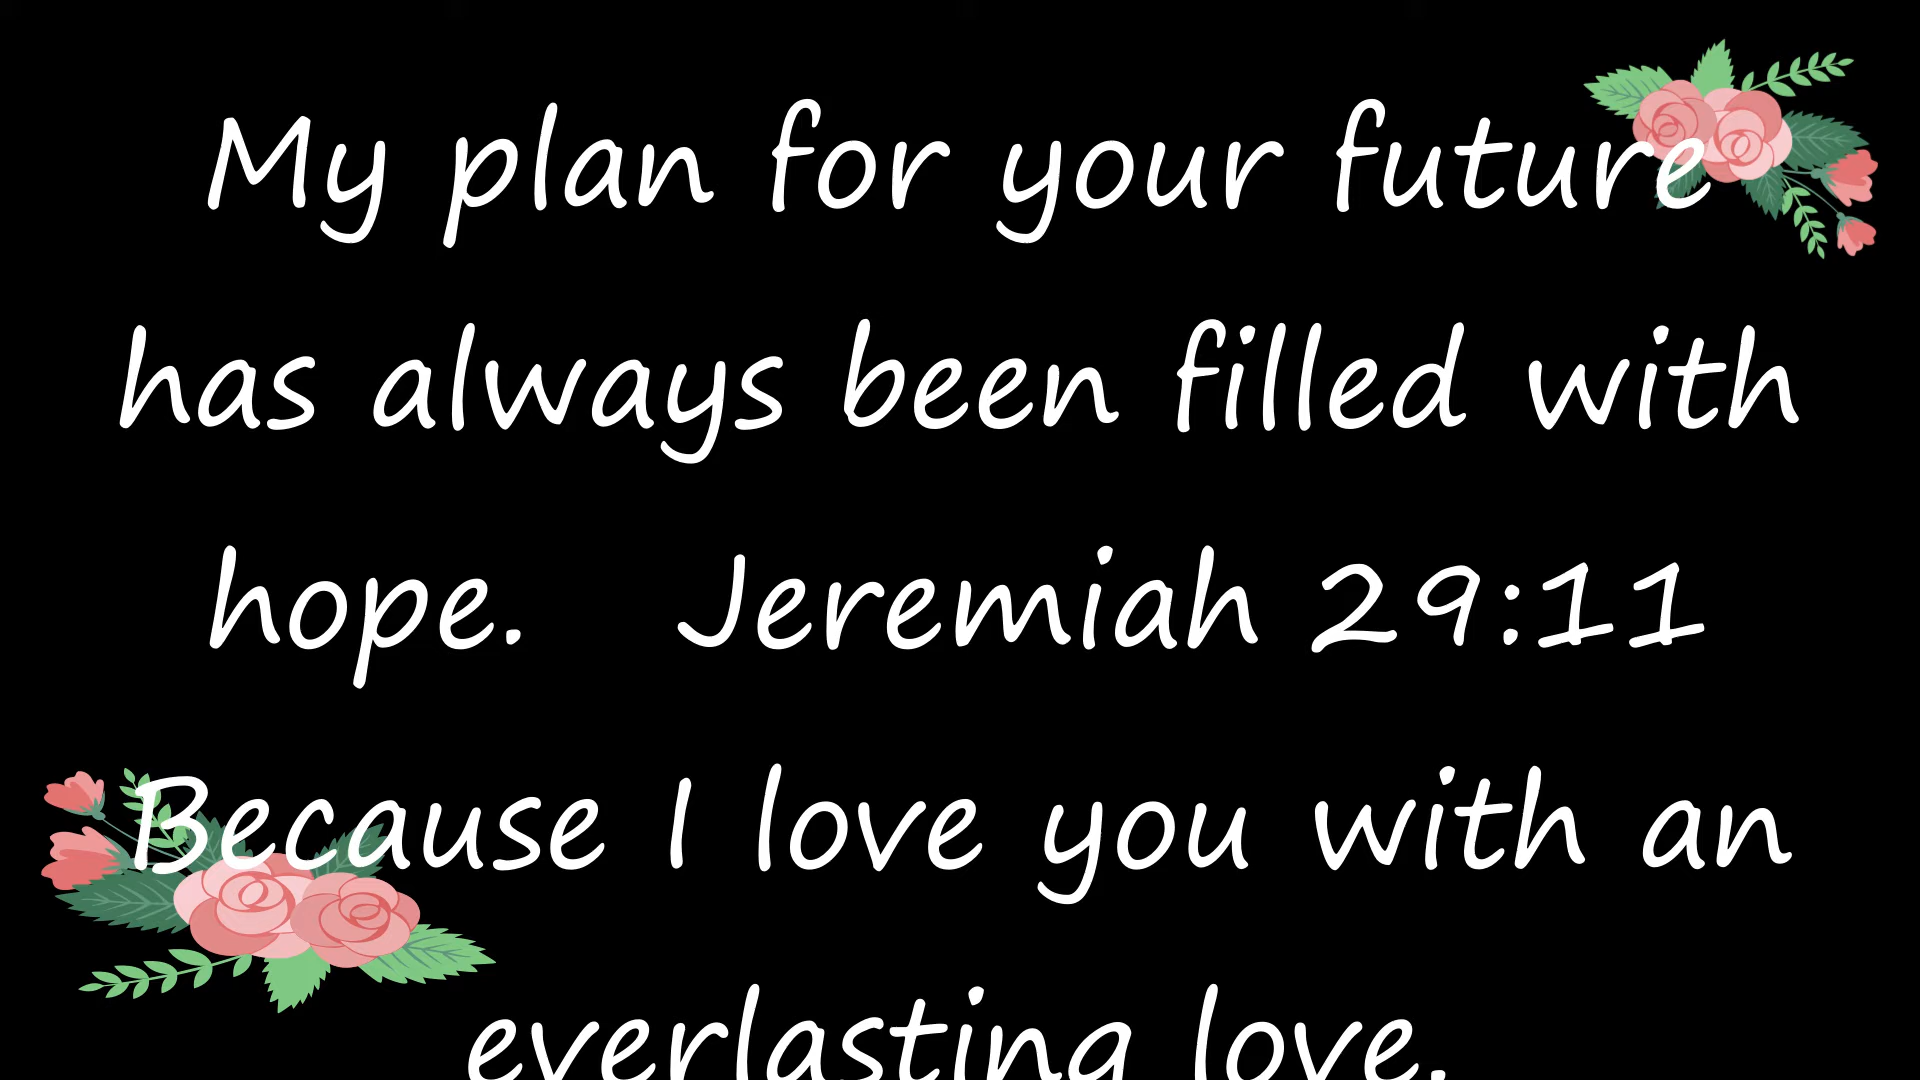 My plan for your future
has always been filled with
hope. Jeremiah 29:11
Because I love you with an
everlasting love.